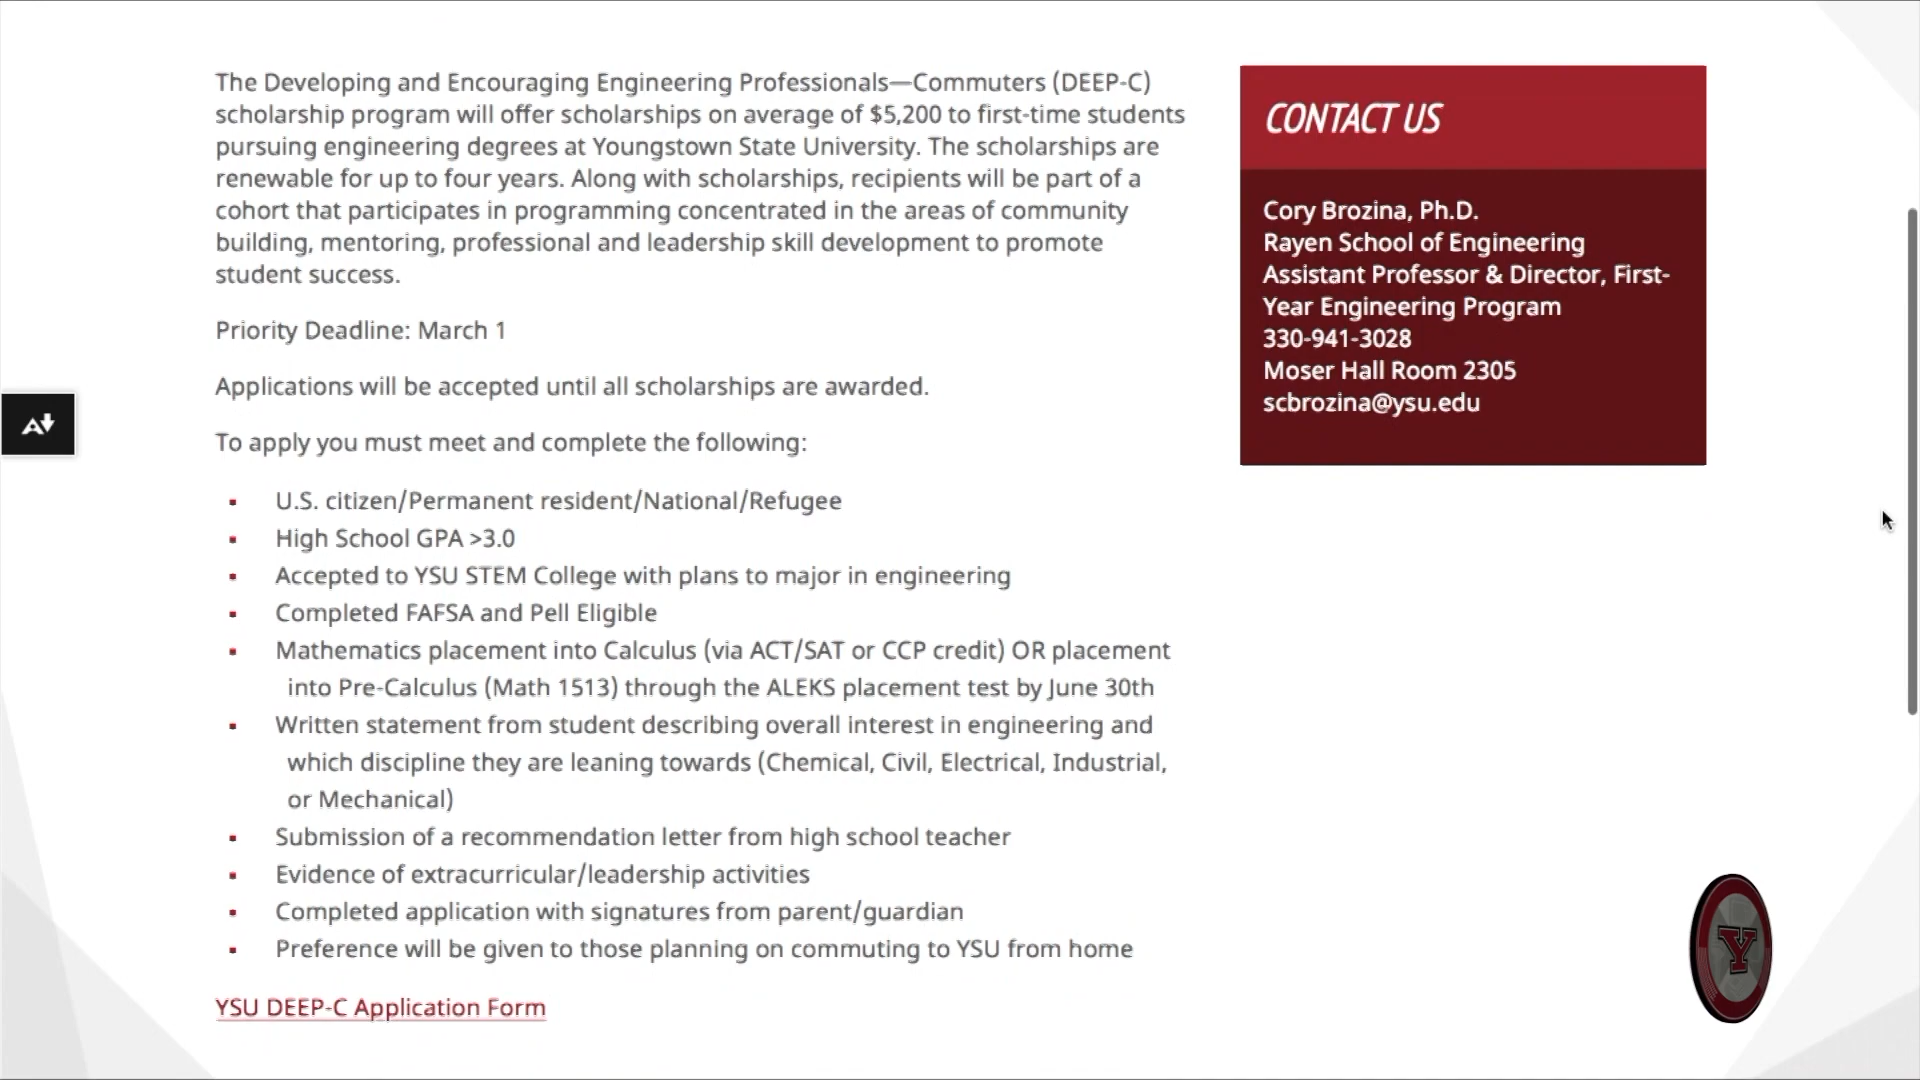 The Developing and Encouraging Engineering Professionals—Commuters (DEEP-C)
scholarship program will offer scholarships on average of $5,200 to first-time students
pursuing engineering degrees at Youngstown State University. The scholarships are
renewable for up to four years. Along with scholarships, recipients will be part of a
cohort that participates in programming concentrated in the areas of community
building, mentoring, professional and leadership skill development to promote
student success.
Priority Deadline: March 1
Applications will be accepted until all scholarships are awarded.
To apply you must meet and complete the following:
U.S. citizen/Permanent resident/National/Refugee
High School GPA >3.0
Accepted to YSU STEM College with plans to major in engineering
Completed FAFSA and Pell Eligible
Mathematics placement into Calculus (via ACT/SAT or CCP credit) OR placement
into Pre-Calculus (Math 1513) through the ALEKS placement test by June 30th
Written statement from student describing overall interest in engineering and
which discipline they are leaning towards (Chemical, Civil, Electrical, Industrial,
or Mechanical)
Submission of a recommendation letter from high school teacher
Evidence of extracurricular/leadership activities
Completed application with signatures from parent/guardian
Preference will be given to those planning on commuting to YSU from home
YSU DEEP-C Application Form
CONTACT US
Cory Brozina, Ph.D.
Rayen School of Engineering
Assistant Professor & Director, First-
Year Engineering Program
330-941-3028
Moser Hall Room 2305
scbrozina@ysu.edu
A
Y